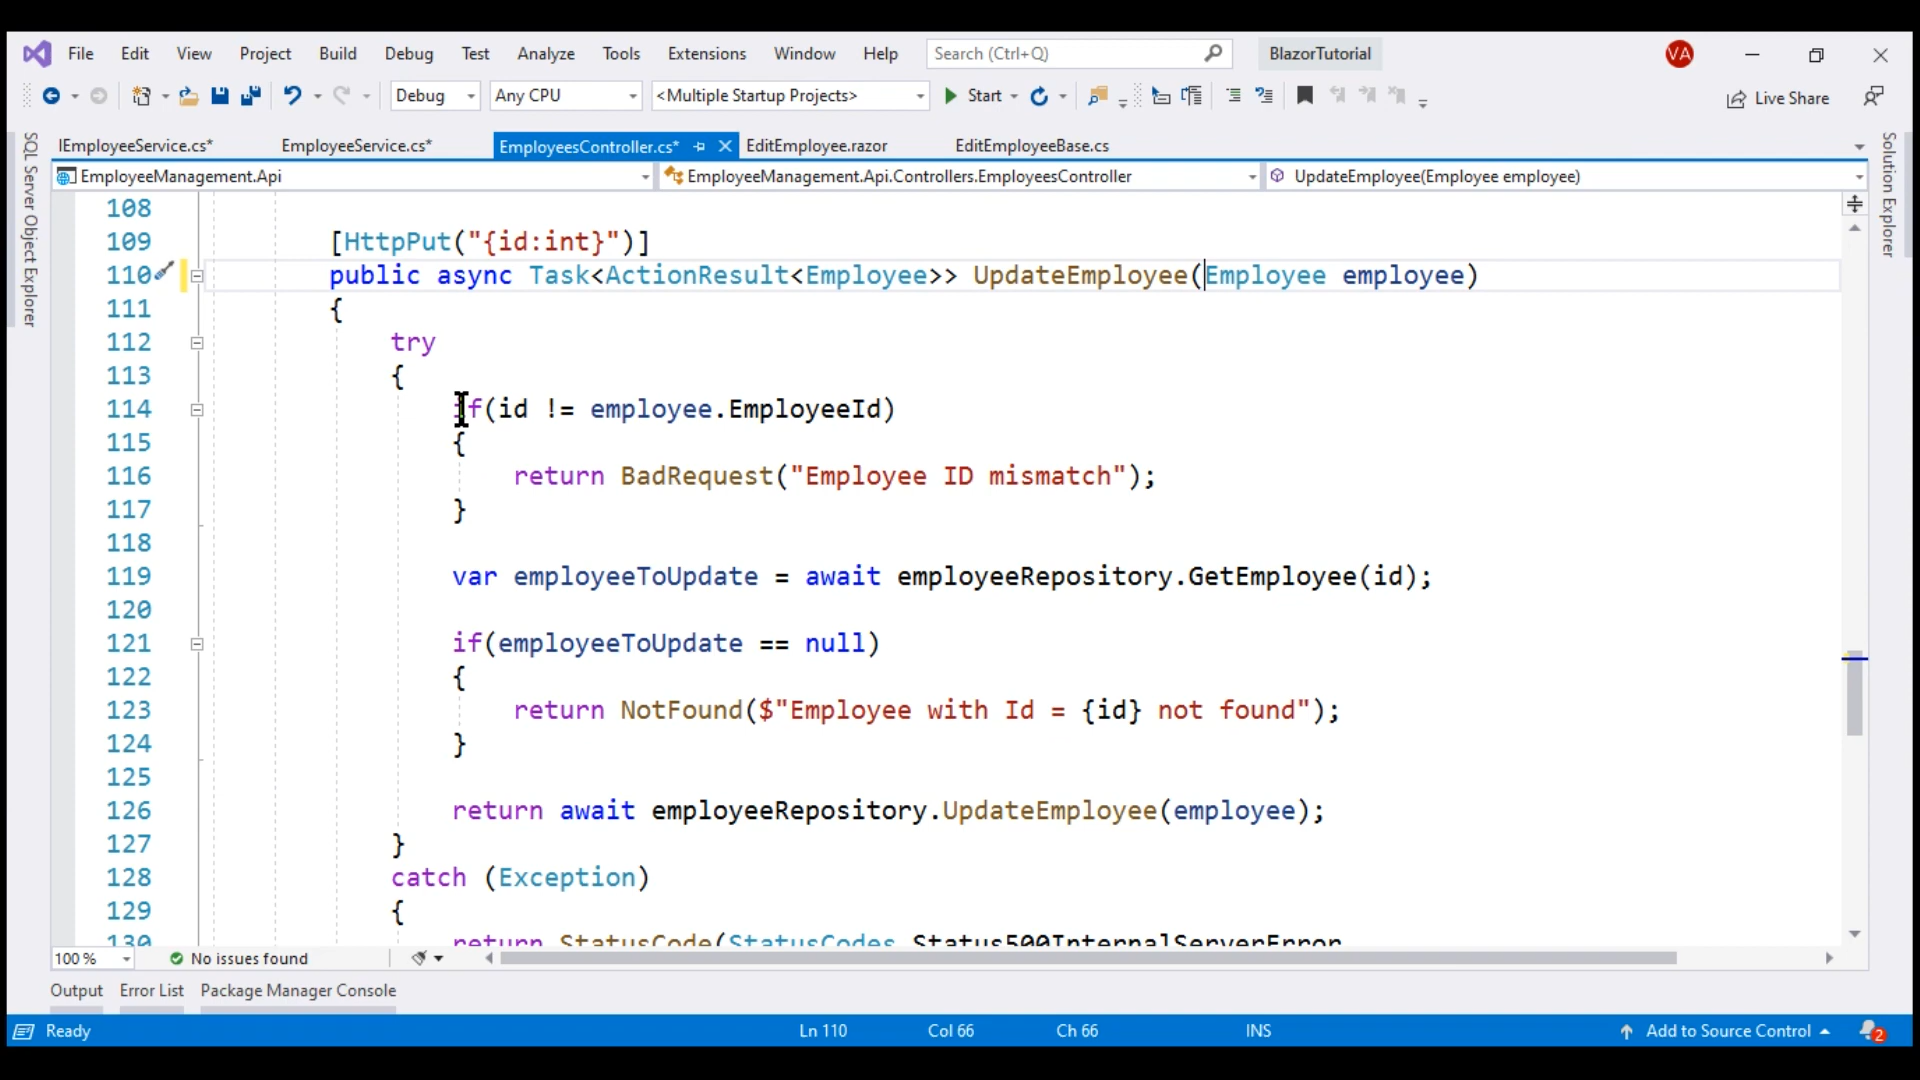 File Edit View Project Build Debug Test Analyze Tools Extensions Window Help Search (Ctrl+Q) BlazorTutorial VA
Debug Any CPU <Multiple Startup Projects> Start Live Share
IEmployeeService.cs* EmployeeService.cs* EmployeesController.cs* EditEmployee.razor EditEmployeeBase.cs
EmployeeManagement.Api EmployeeManagement.Api.Controllers.EmployeesController UpdateEmployee(Employee employee)
SQL Server Object Explorer
Solution Explorer
108
109 [HttpPut("{id:int}")]
110 public async Task<ActionResult<Employee>> UpdateEmployee(Employee employee)
111 {
112 try
113 {
114 if(id != employee.EmployeeId)
115 {
116 return BadRequest("Employee ID mismatch");
117 }
118
119 var employeeToUpdate = await employeeRepository.GetEmployee(id);
120
121 if(employeeToUpdate == null)
122 {
123 return NotFound($"Employee with Id = {id} not found");
124 }
125
126 return await employeeRepository.UpdateEmployee(employee);
127 }
128 catch (Exception)
129 {
130 return StatusCode(StatusCodes.Status500InternalServerError
100 % No issues found
Output Error List Package Manager Console
Ready Ln 110 Col 66 Ch 66 INS Add to Source Control 2